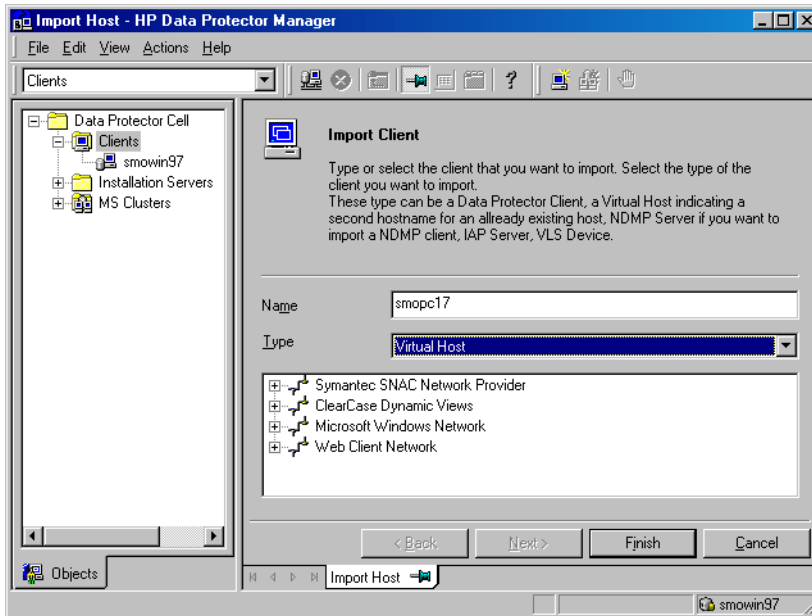 Import Host - HP Data Protector Manager
File Edit View Actions Help
Clients
Data Protector Cell
Clients
smowin97
Installation Servers
MS Clusters
Import Client
Type or select the client that you want to import. Select the type of the
client you want to import.
These type can be a Data Protector Client, a Virtual Host indicating a
second hostname for an allready existing host, NDMP Server if you want to
import a NDMP client, IAP Server, VLS Device.
Name smopc17
Type Virtual Host
Symantec SNAC Network Provider
ClearCase Dynamic Views
Microsoft Windows Network
Web Client Network
< Back Next > Finish Cancel
Objects
Import Host
smowin97